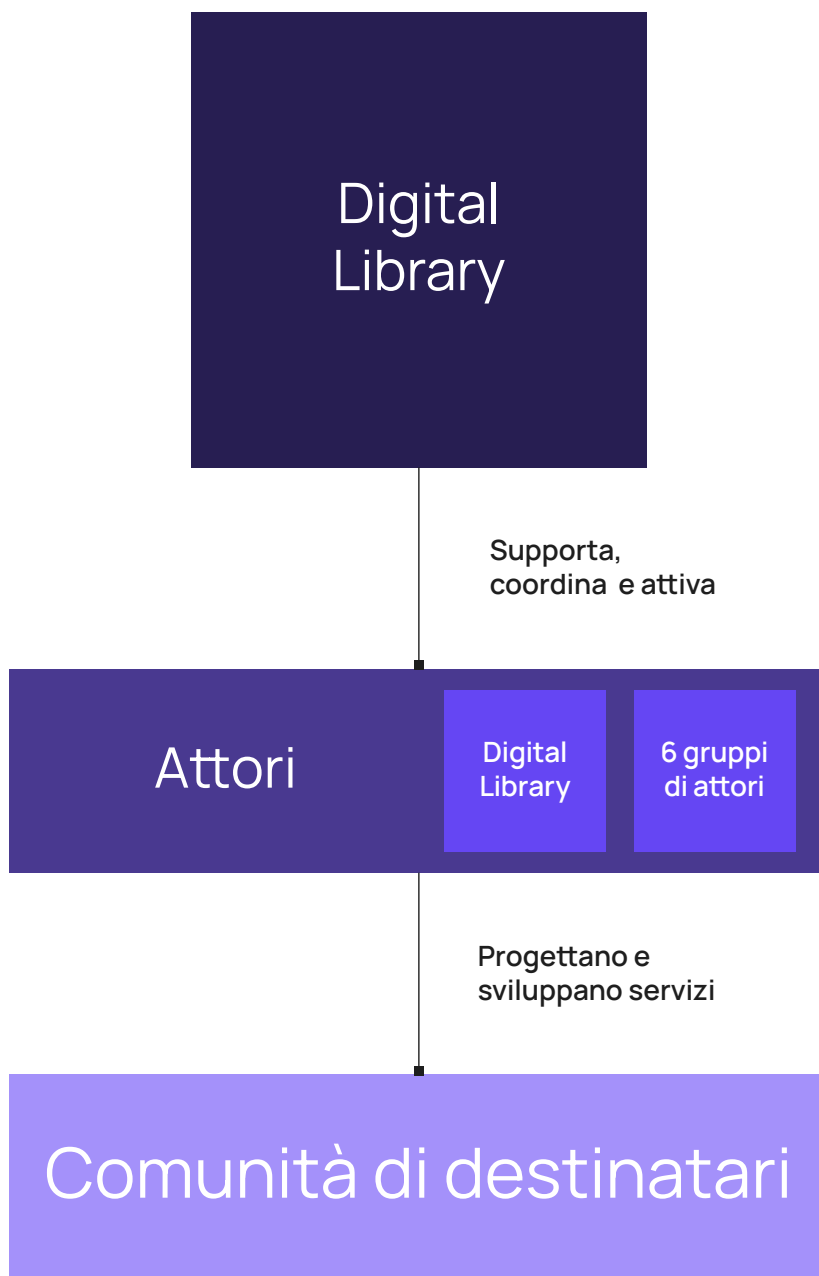 Digital
Library
Supporta,
coordina e attiva
Attori
Digital
Library
6 gruppi
di attori
Progettano e
sviluppano servizi
Comunità di destinatari